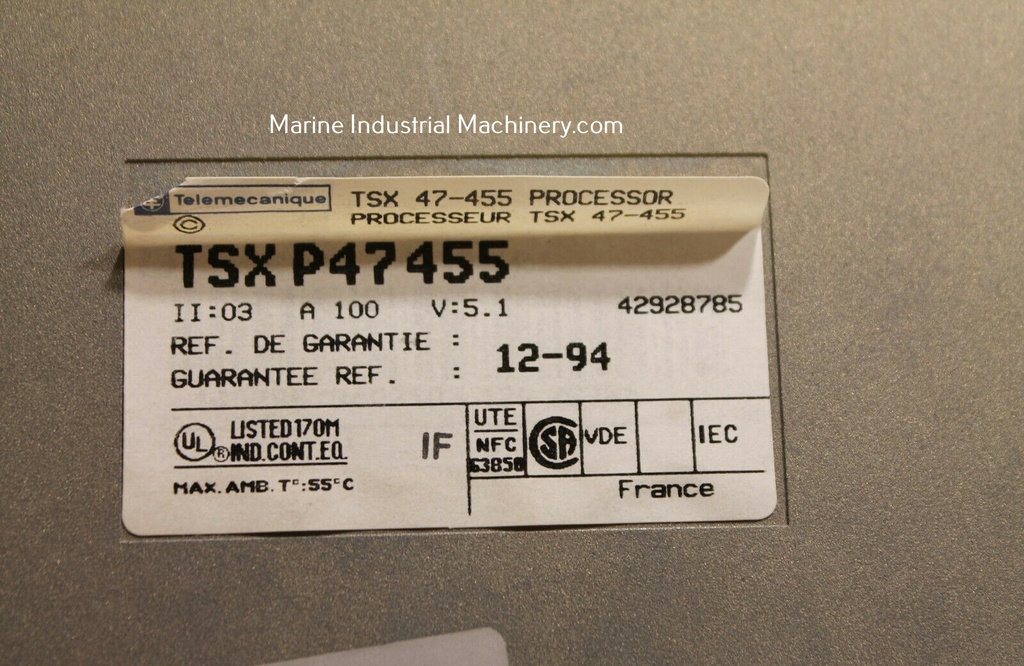 Marine Industrial Machinery.com
Telemecanique TSX 47-455 PROCESSOR
© PROCESSEUR TSX 47-455
TSX P47455
II:03 A 100 V:5.1 42928785
REF. DE GARANTIE :
GUARANTEE REF. : 12-94
UL ® LISTED 170M
IND.CONT.EQ.
IF
UTE
NFC
63850
CSA
VDE
IEC
MAX. AMB. T°:55°C
France